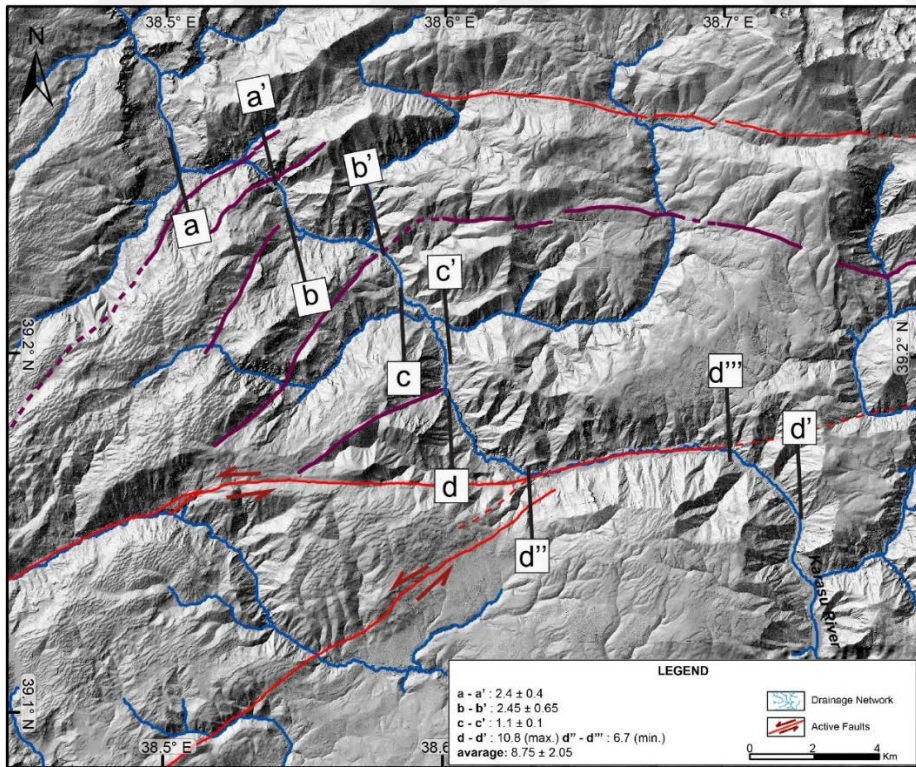 38.5°
38.6°
38.7° E
N
a'
b'
a
c'
b
39.2° N
39.2° N
c
d'''
d'
d
d''
Karasu River
LEGEND
a - a' : 2.4 ± 0.4
b - b' : 2.45 ± 0.65
c - c' : 1.1 ± 0.1
d - d' : 10.8 (max.) d'' - d''' : 6.7 (min.)
avarage: 8.75 ± 2.05
Drainage Network
Active Faults
0 2 4
Km
39.1° N
38.5° E